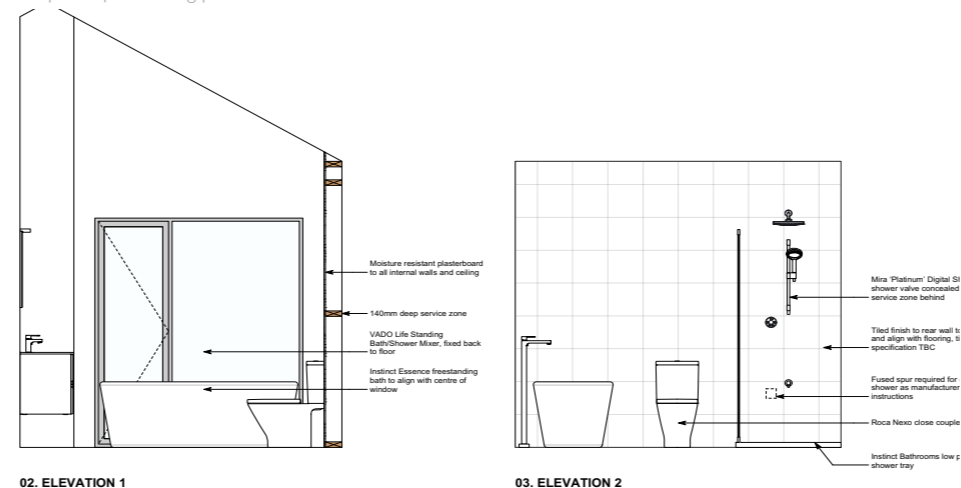 Moisture resistant plasterboard
to all internal walls and ceiling
140mm deep service zone
VADO Life Standing
Bath/Shower Mixer, fixed back
to floor
Instinct Essence freestanding
bath to align with centre of
window
02. ELEVATION 1
Mira 'Platinum' Digital
shower valve concealed
service zone behind
Tiled finish to rear wall to
and align with flooring,
specification TBC
Fused spur required for
shower as manufacturer
instructions
Roca Nexo close couple
Instinct Bathrooms low
shower tray
03. ELEVATION 2